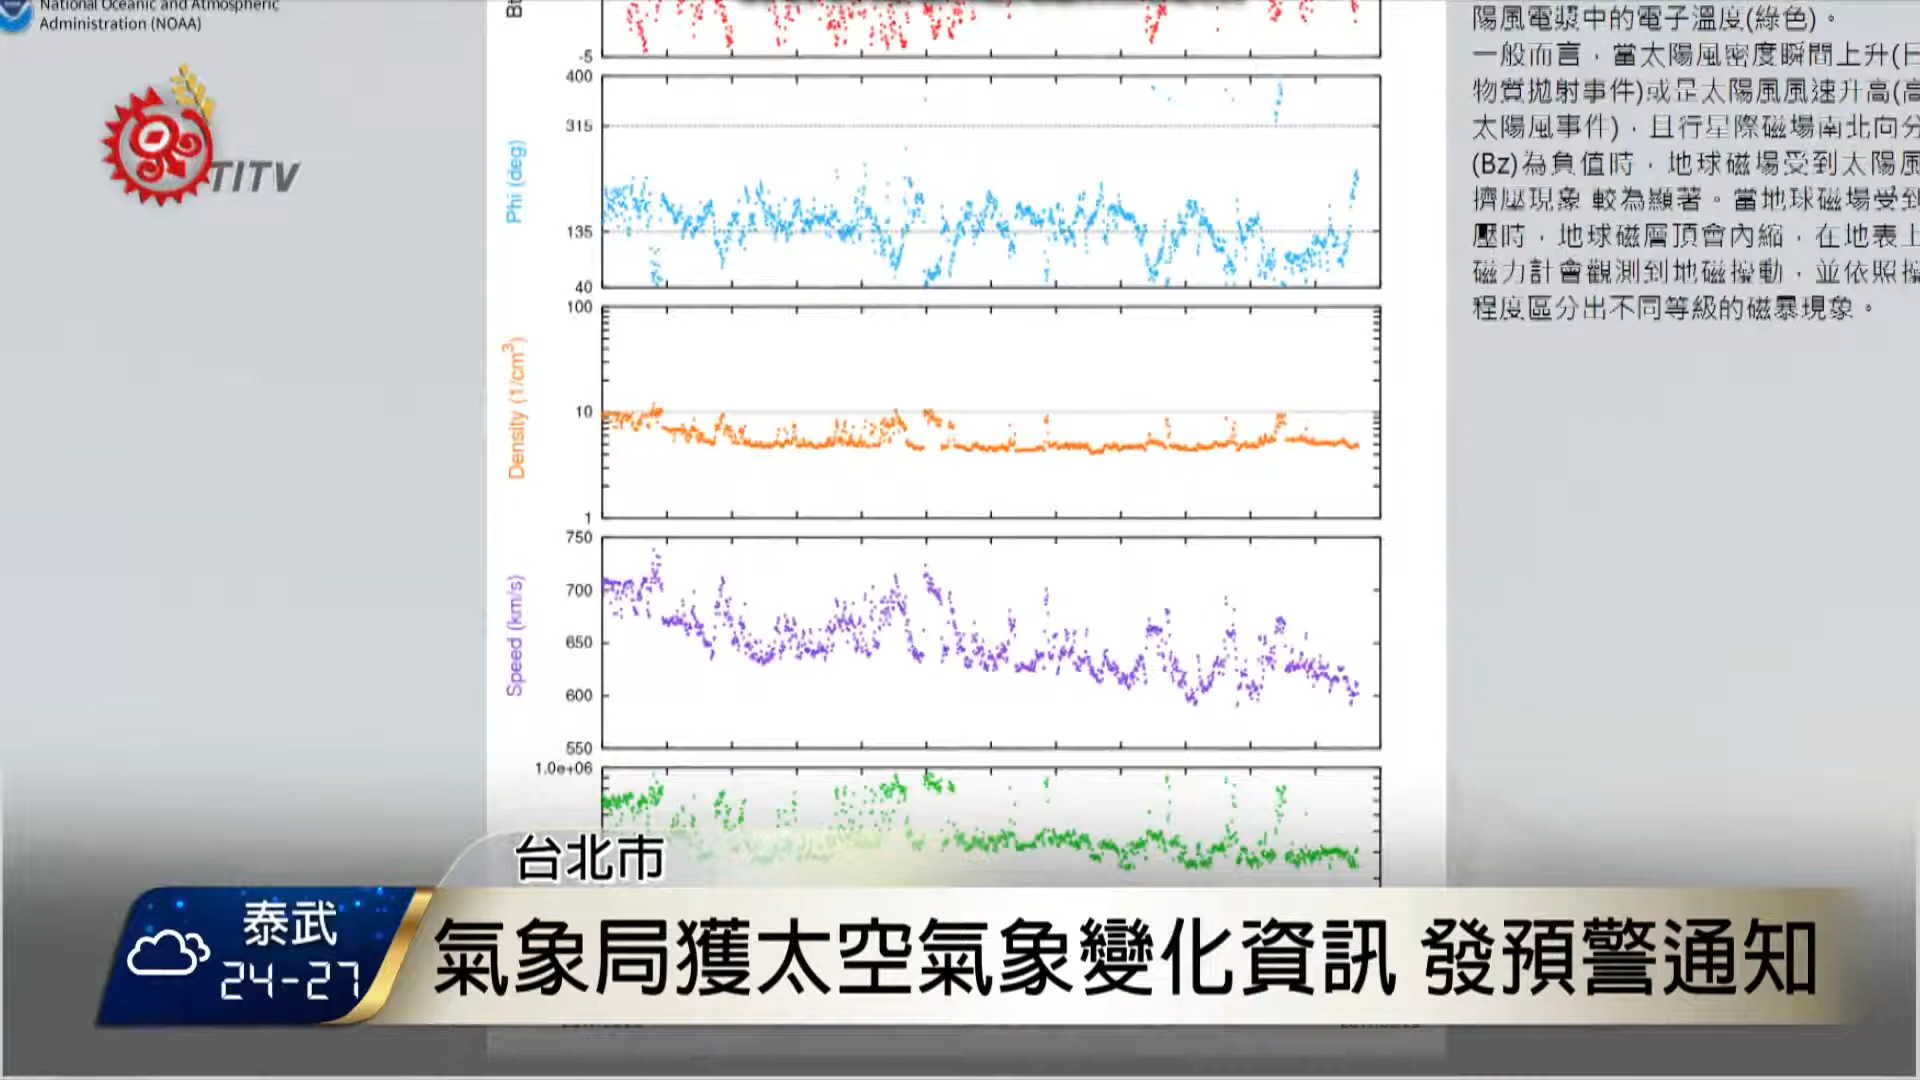 National Oceanic and Atmospheric
Administration (NOAA)
TITV
-5
400
315
135
40
Phi (deg)
100
10
1
Density (1/cm³)
750
700
650
600
550
Speed (km/s)
1.0e+06
陽風電漿中的電子溫度(綠色)。
一般而言，當太陽風密度瞬間上升(日
物質拋射事件)或是太陽風風速升高(高
太陽風事件)，且行星際磁場南北向分
(Bz)為負值時，地球磁場受到太陽風
擠壓現象 較為顯著。當地球磁場受到
壓時，地球磁層頂會內縮，在地表上
磁力計會觀測到地磁擾動，並依照擾
程度區分出不同等級的磁暴現象。
台北市
泰武
24-27
氣象局獲太空氣象變化資訊 發預警通知